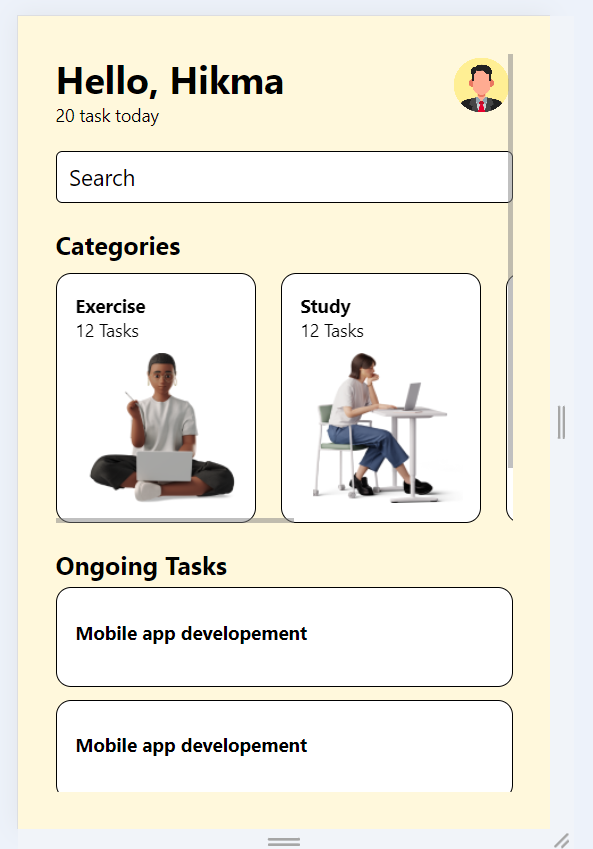 Hello, Hikma
20 task today
Search
Categories
Exercise
12 Tasks
Study
12 Tasks
Ongoing Tasks
Mobile app developement
Mobile app developement